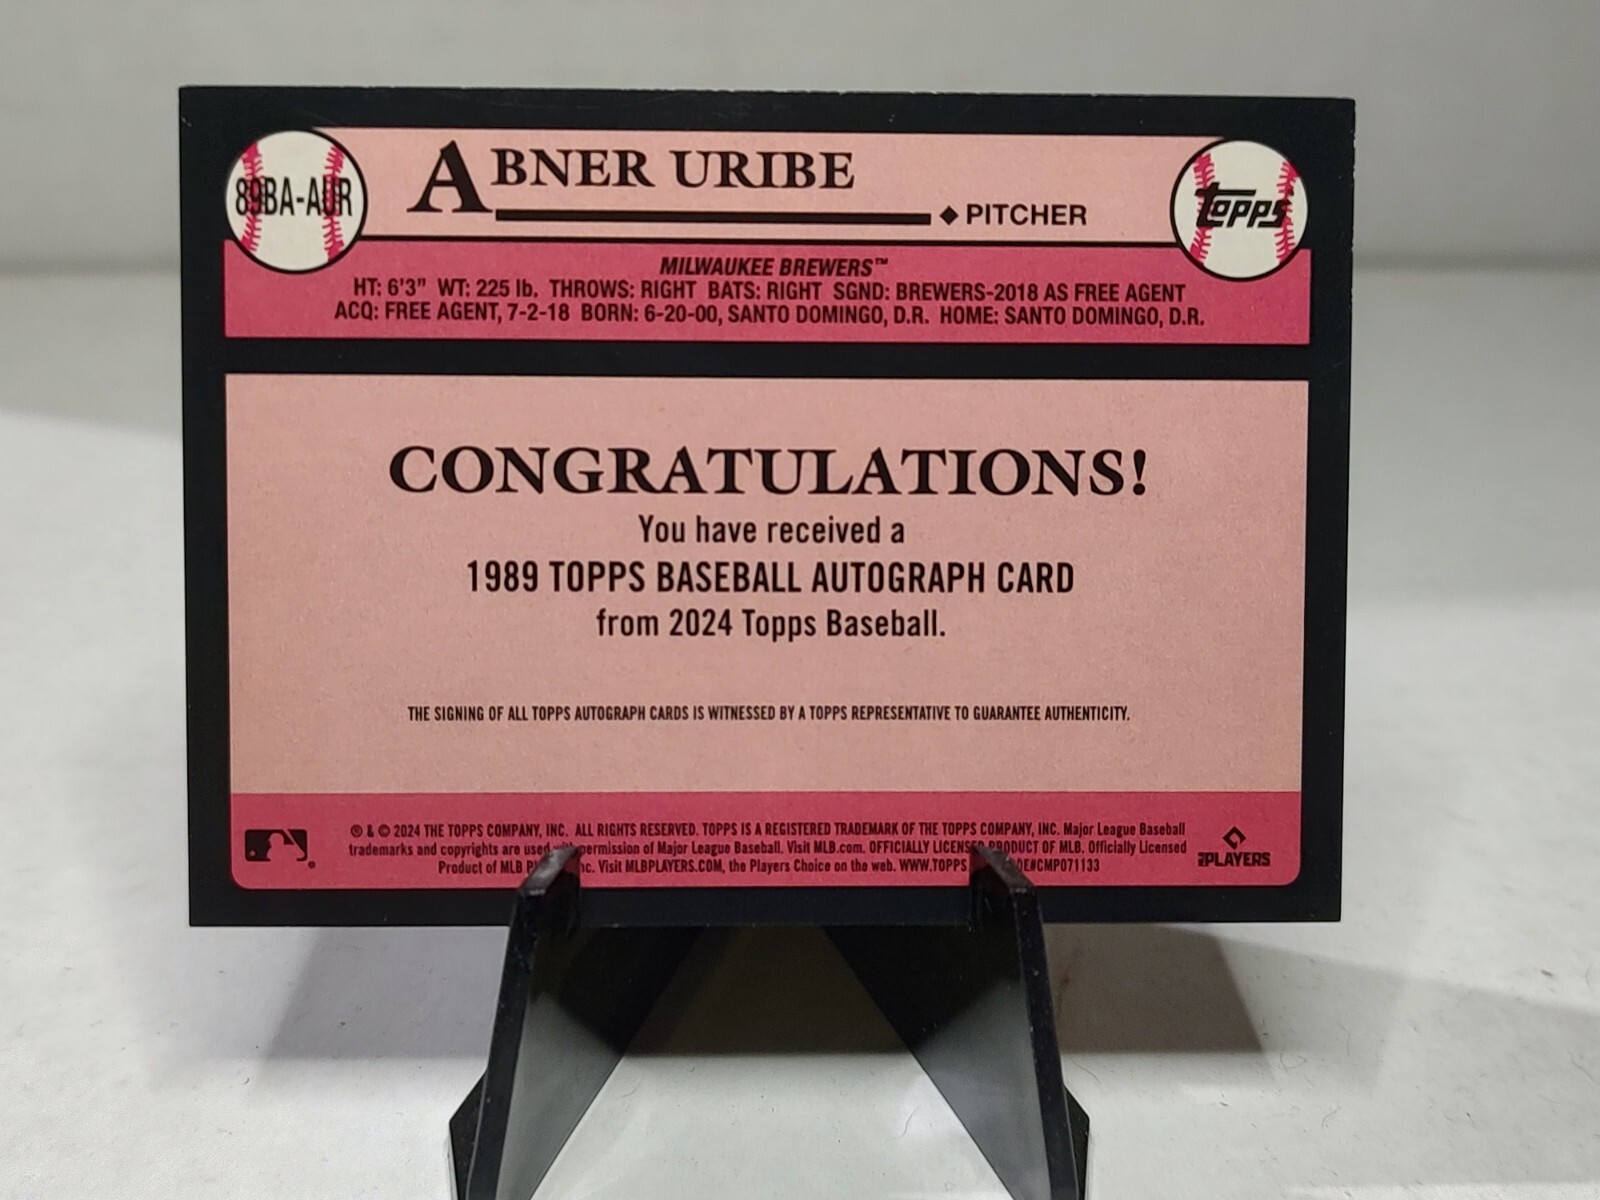 89BA-AUR
ABNER URIBE
PITCHER
topps
MILWAUKEE BREWERS™
HT: 6'3" WT: 225 lb. THROWS: RIGHT BATS: RIGHT SGND: BREWERS-2018 AS FREE AGENT
ACQ: FREE AGENT, 7-2-18 BORN: 6-20-00, SANTO DOMINGO, D.R. HOME: SANTO DOMINGO, D.R.
CONGRATULATIONS!
You have received a
1989 TOPPS BASEBALL AUTOGRAPH CARD
from 2024 Topps Baseball.
THE SIGNING OF ALL TOPPS AUTOGRAPH CARDS IS WITNESSED BY A TOPPS REPRESENTATIVE TO GUARANTEE AUTHENTICITY.
® & © 2024 THE TOPPS COMPANY, INC. ALL RIGHTS RESERVED. TOPPS IS A REGISTERED TRADEMARK OF THE TOPPS COMPANY, INC. Major League Baseball
trademarks and copyrights are used with permission of Major League Baseball. Visit MLB.com. OFFICIALLY LICENSED PRODUCT OF MLB. Officially Licensed
Product of MLB Inc. Visit MLBPLAYERS.COM, the Players Choice on the web. WWW.TOPPS #CMP071133
PLAYERS